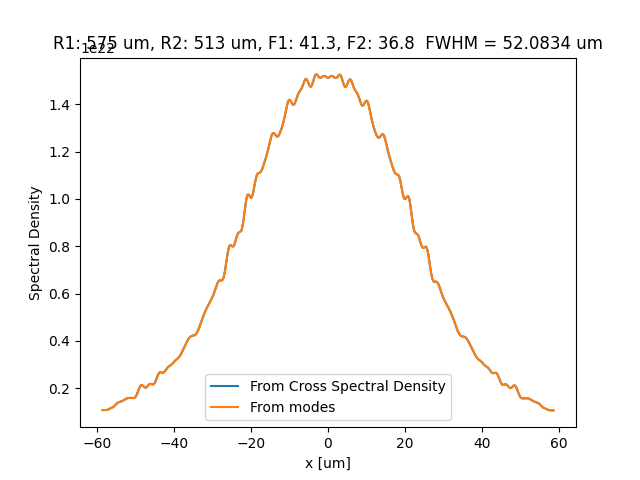 R1: 575 um, R2: 513 um, F1: 41.3, F2: 36.8  FWHM = 52.0834 um
1e22
1.4
1.2
1.0
0.8
0.6
0.4
0.2
Spectral Density
From Cross Spectral Density
From modes
−60 −40 −20 0 20 40 60
x [um]